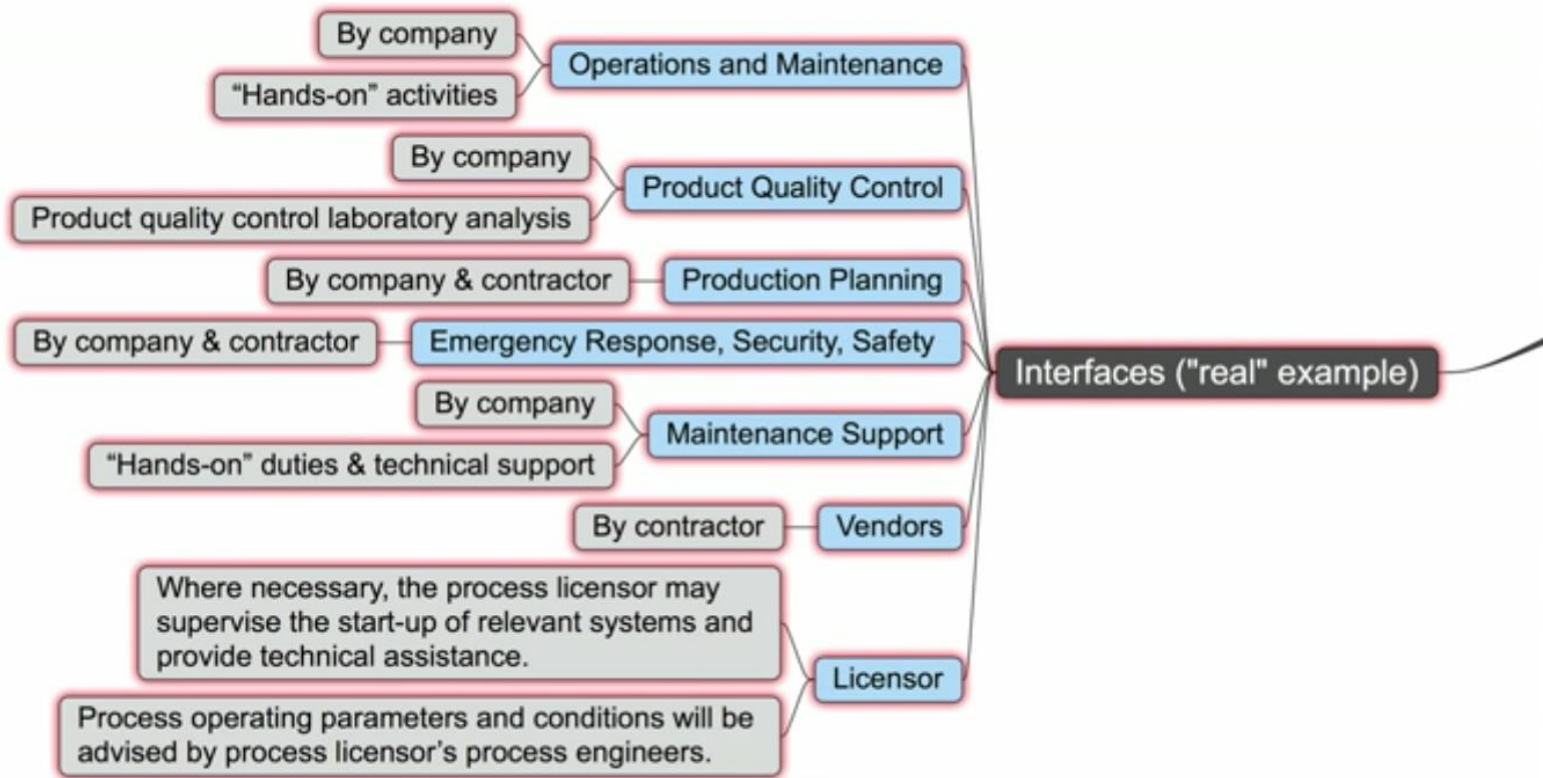 By company
Operations and Maintenance
“Hands-on” activities
By company
Product Quality Control
Product quality control laboratory analysis
By company & contractor
Production Planning
By company & contractor
Emergency Response, Security, Safety
Interfaces ("real" example)
By company
Maintenance Support
“Hands-on” duties & technical support
By contractor
Vendors
Where necessary, the process licensor may
supervise the start-up of relevant systems and
provide technical assistance.
Licensor
Process operating parameters and conditions will be
advised by process licensor’s process engineers.